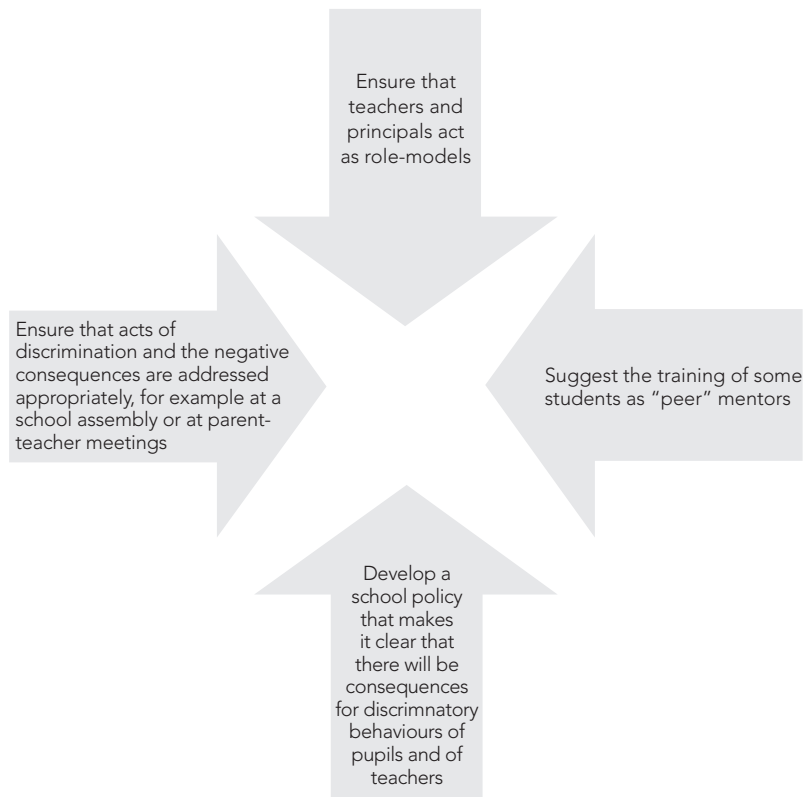 Ensure that
teachers and
principals act
as role-models
Ensure that acts of
discrimination and the negative
consequences are addressed
appropriately, for example at a
school assembly or at parent-
teacher meetings
Suggest the training of some
students as “peer” mentors
Develop a
school policy
that makes
it clear that
there will be
consequences
for discrimnatory
behaviours of
pupils and of
teachers